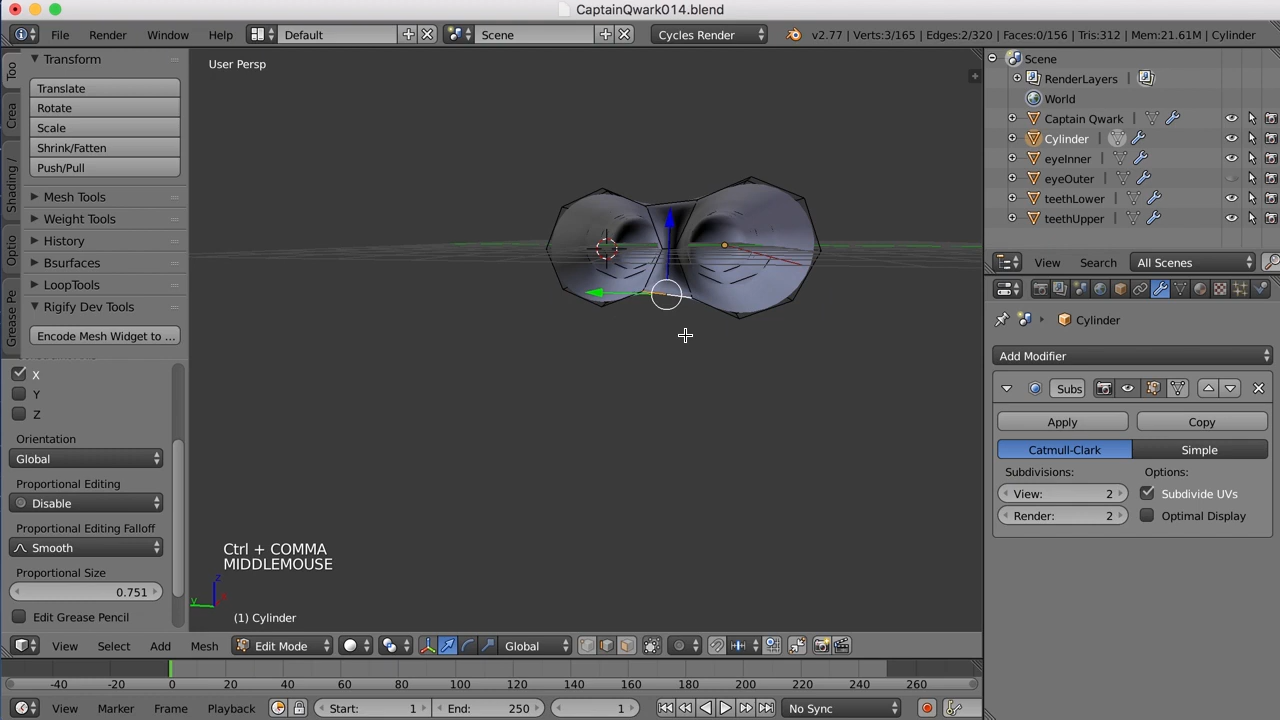 CaptainQwark014.blend
File Render Window Help Default Scene Cycles Render v2.77 | Verts:3/165 | Edges:2/320 | Faces:0/156 | Tris:312 | Mem:21.61M | Cylinder
Too
Crea
Shading /
Optio
Grease Pe
Transform
Translate
Rotate
Scale
Shrink/Fatten
Push/Pull
Mesh Tools
Weight Tools
History
Bsurfaces
LoopTools
Rigify Dev Tools
Encode Mesh Widget to ...
X
Y
Z
Orientation
Global
Proportional Editing
Disable
Proportional Editing Falloff
Smooth
Proportional Size
0.751
Edit Grease Pencil
User Persp
Ctrl + COMMA
MIDDLEMOUSE
z
y
(1) Cylinder
View Select Add Mesh Edit Mode Global
Scene
RenderLayers
World
Captain Qwark
Cylinder
eyeInner
eyeOuter
teethLower
teethUpper
View Search All Scenes
Cylinder
Add Modifier
Subs
Apply Copy
Catmull-Clark Simple
Subdivisions: Options:
View: 2 Subdivide UVs
Render: 2 Optimal Display
-40 -20 0 20 40 60 80 100 120 140 160 180 200 220 240 260
View Marker Frame Playback Start: 1 End: 250 1 No Sync